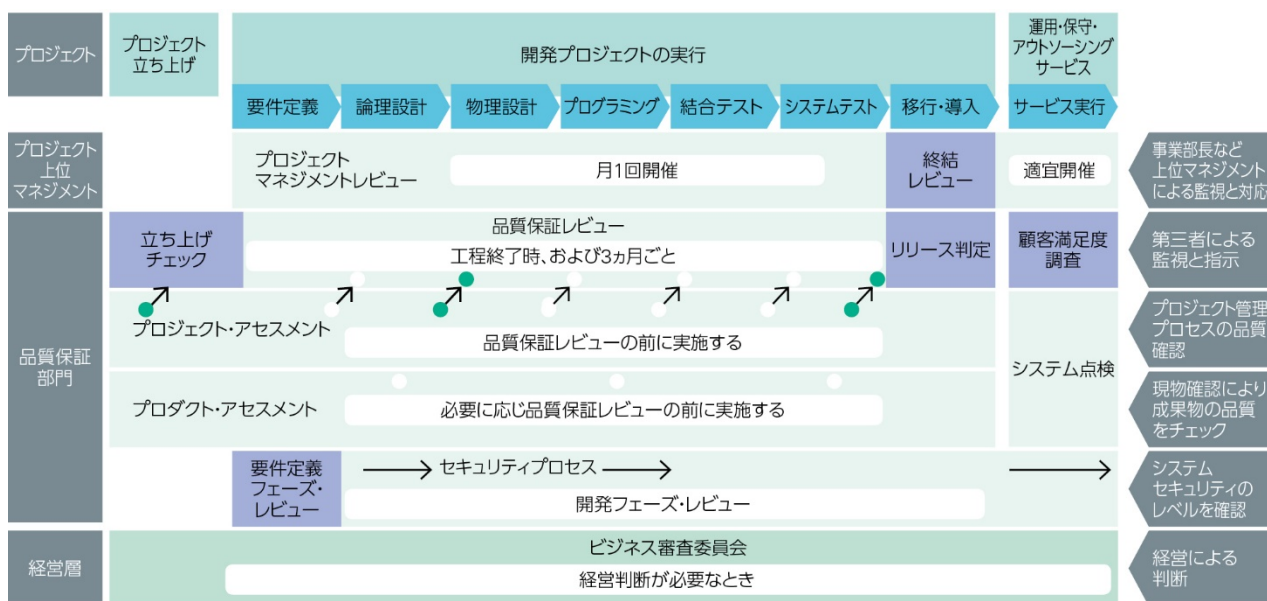 プロジェクト
プロジェクト
立ち上げ
開発プロジェクトの実行
運用・保守・
アウトソーシング
サービス
要件定義
論理設計
物理設計
プログラミング
結合テスト
システムテスト
移行・導入
サービス実行
プロジェクト
上位
マネジメント
プロジェクト
マネジメントレビュー
月1回開催
終結
レビュー
適宜開催
事業部長など
上位マネジメント
による監視と対応
品質保証
部門
立ち上げ
チェック
品質保証レビュー
工程終了時、および3ヵ月ごと
リリース判定
顧客満足度
調査
第三者による
監視と指示
プロジェクト・アセスメント
品質保証レビューの前に実施する
システム点検
プロジェクト管理
プロセスの品質
確認
プロダクト・アセスメント
必要に応じ品質保証レビューの前に実施する
現物確認により
成果物の品質
をチェック
要件定義
フェーズ・
レビュー
セキュリティプロセス
開発フェーズ・レビュー
システム
セキュリティの
レベルを確認
経営層
ビジネス審査委員会
経営判断が必要なとき
経営による
判断